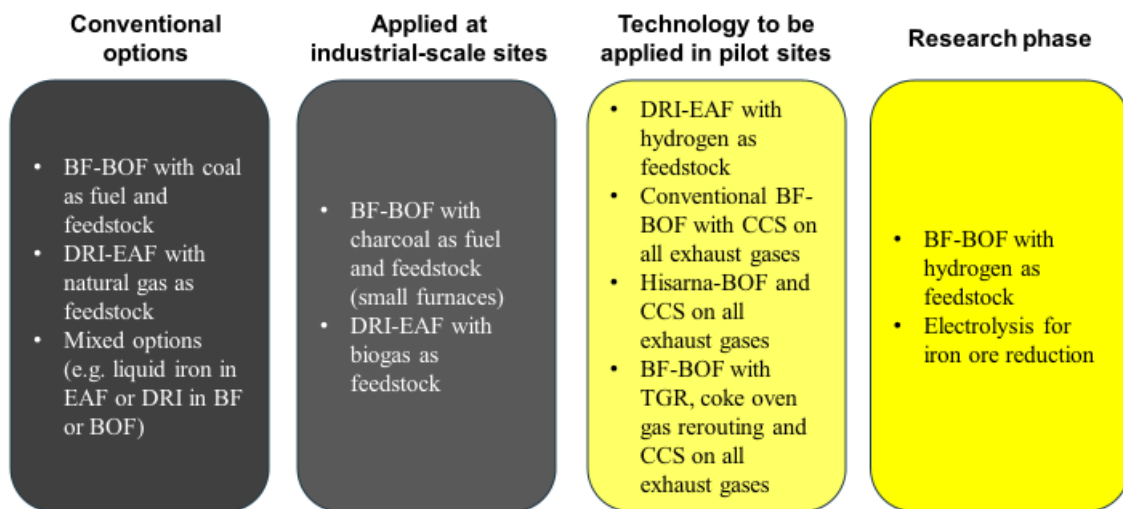 Conventional
options
• BF-BOF with coal
as fuel and
feedstock
• DRI-EAF with
natural gas as
feedstock
• Mixed options
(e.g. liquid iron in
EAF or DRI in BF
or BOF)
Applied at
industrial-scale sites
• BF-BOF with
charcoal as fuel
and feedstock
(small furnaces)
• DRI-EAF with
biogas as
feedstock
Technology to be
applied in pilot sites
• DRI-EAF with
hydrogen as
feedstock
• Conventional BF-
BOF with CCS on
all exhaust gases
• Hisarna-BOF and
CCS on all
exhaust gases
• BF-BOF with
TGR, coke oven
gas rerouting and
CCS on all
exhaust gases
Research phase
• BF-BOF with
hydrogen as
feedstock
• Electrolysis for
iron ore reduction